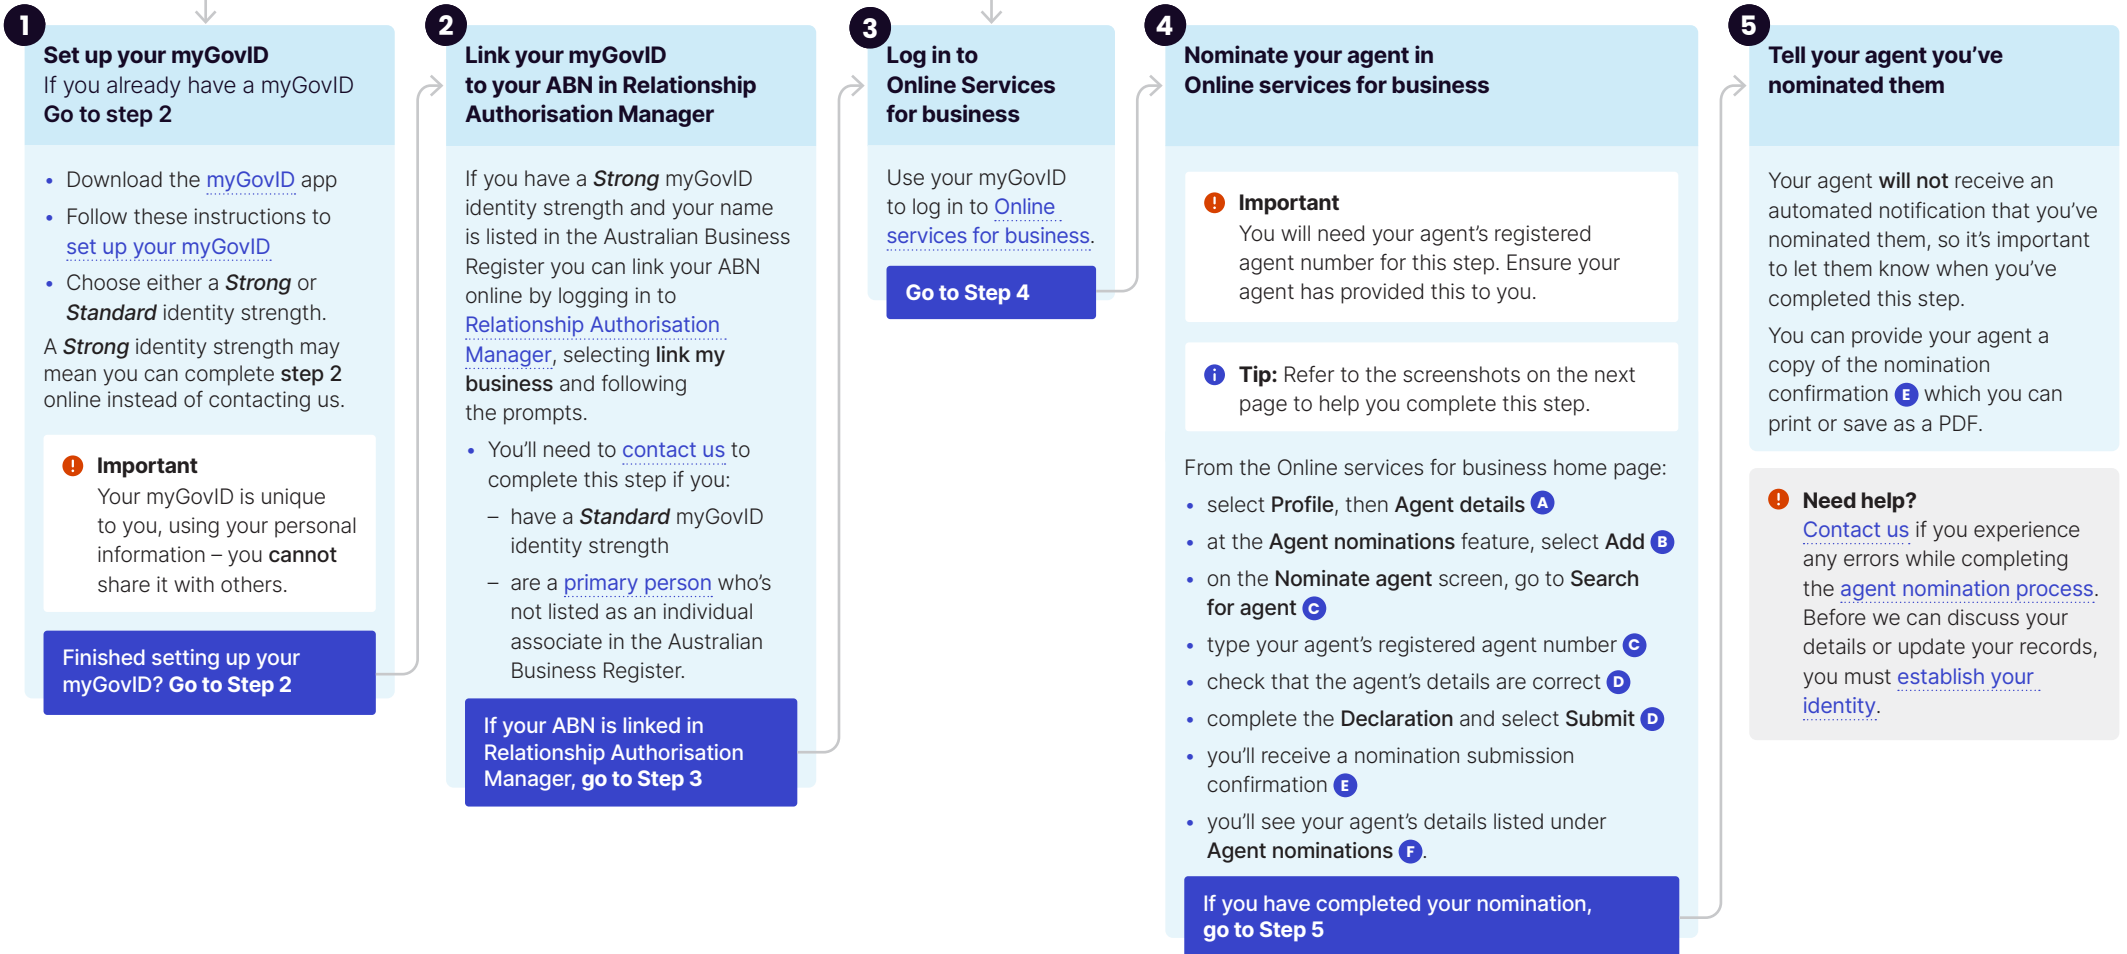 1
Set up your myGovID
If you already have a myGovID
Go to step 2
• Download the myGovID app
• Follow these instructions to
set up your myGovID
• Choose either a Strong or
Standard identity strength.
A Strong identity strength may
mean you can complete step 2
online instead of contacting us.
Important
Your myGovID is unique
to you, using your personal
information – you cannot
share it with others.
Finished setting up your
myGovID? Go to Step 2
2
Link your myGovID
to your ABN in Relationship
Authorisation Manager
If you have a Strong myGovID
identity strength and your name
is listed in the Australian Business
Register you can link your ABN
online by logging in to
Relationship Authorisation
Manager, selecting link my
business and following
the prompts.
• You'll need to contact us to
complete this step if you:
– have a Standard myGovID
identity strength
– are a primary person who's
not listed as an individual
associate in the Australian
Business Register.
If your ABN is linked in
Relationship Authorisation
Manager, go to Step 3
3
Log in to
Online Services
for business
Use your myGovID
to log in to Online
services for business.
Go to Step 4
4
Nominate your agent in
Online services for business
Important
You will need your agent's registered
agent number for this step. Ensure your
agent has provided this to you.
Tip: Refer to the screenshots on the next
page to help you complete this step.
From the Online services for business home page:
• select Profile, then Agent details A
• at the Agent nominations feature, select Add B
• on the Nominate agent screen, go to Search
for agent C
• type your agent's registered agent number C
• check that the agent's details are correct D
• complete the Declaration and select Submit D
• you'll receive a nomination submission
confirmation E
• you'll see your agent's details listed under
Agent nominations F.
If you have completed your nomination,
go to Step 5
5
Tell your agent you've
nominated them
Your agent will not receive an
automated notification that you've
nominated them, so it's important
to let them know when you've
completed this step.
You can provide your agent a
copy of the nomination
confirmation E which you can
print or save as a PDF.
Need help?
Contact us if you experience
any errors while completing
the agent nomination process.
Before we can discuss your
details or update your records,
you must establish your
identity.